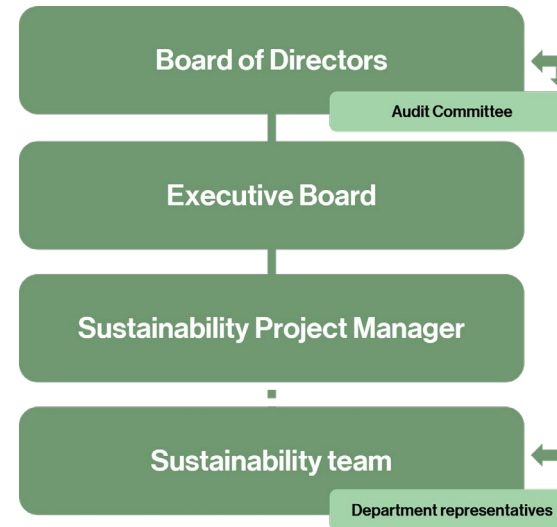 Board of Directors
Audit Committee
Executive Board
Sustainability Project Manager
Sustainability team
Department representatives